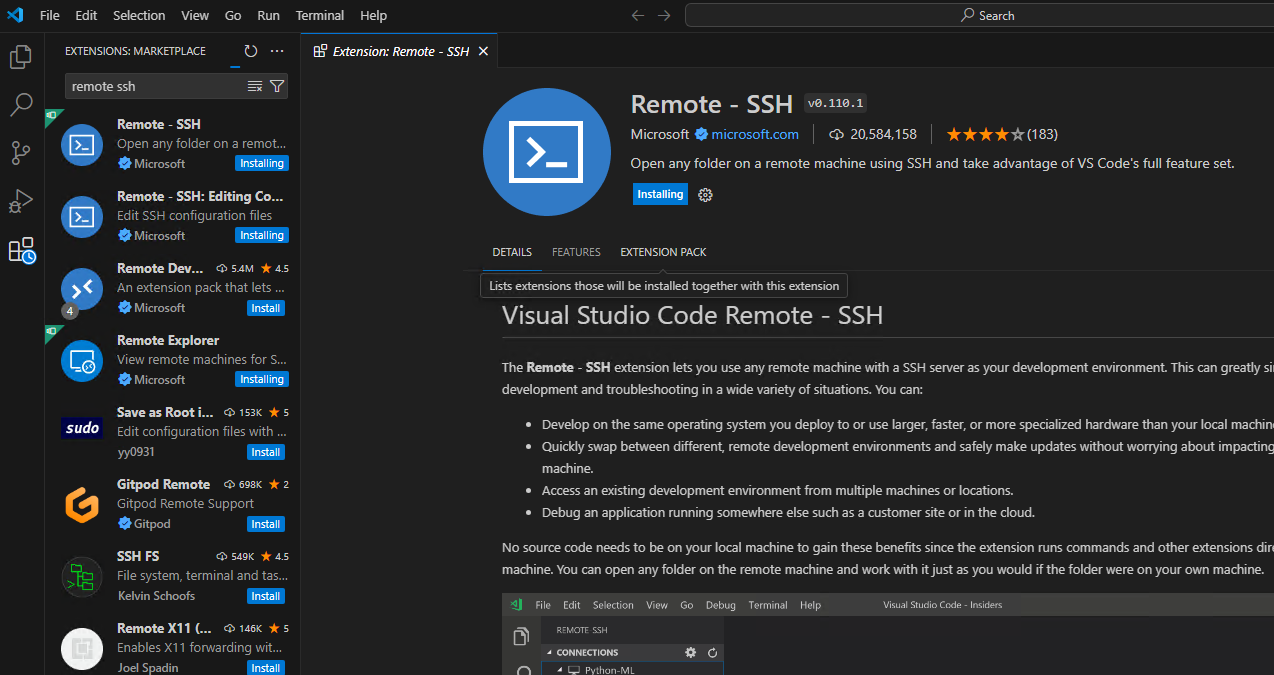 File Edit Selection View Go Run Terminal Help
Search
EXTENSIONS: MARKETPLACE
remote ssh
Remote - SSH
Open any folder on a remot...
Microsoft Installing
Remote - SSH: Editing Co...
Edit SSH configuration files
Microsoft Installing
Remote Dev... 5.4M 4.5
An extension pack that lets ...
4 Microsoft Install
Remote Explorer
View remote machines for S...
Microsoft Installing
Save as Root i... 153K 5
sudo
Edit configuration files with ...
yy0931 Install
Gitpod Remote 698K 2
Gitpod Remote Support
Gitpod Install
SSH FS 549K 4.5
File system, terminal and tas...
Kelvin Schoofs Install
Remote X11 (... 146K 5
Enables X11 forwarding wit...
Joel Spadin Install
Extension: Remote - SSH
Remote - SSH v0.110.1
Microsoft microsoft.com 20,584,158 (183)
Open any folder on a remote machine using SSH and take advantage of VS Code's full feature set.
Installing
DETAILS FEATURES EXTENSION PACK
Lists extensions those will be installed together with this extension
Visual Studio Code Remote - SSH
The Remote - SSH extension lets you use any remote machine with a SSH server as your development environment. This can greatly si
development and troubleshooting in a wide variety of situations. You can:
Develop on the same operating system you deploy to or use larger, faster, or more specialized hardware than your local machin
Quickly swap between different, remote development environments and safely make updates without worrying about impacting
machine.
Access an existing development environment from multiple machines or locations.
Debug an application running somewhere else such as a customer site or in the cloud.
No source code needs to be on your local machine to gain these benefits since the extension runs commands and other extensions dire
machine. You can open any folder on the remote machine and work with it just as you would if the folder were on your own machine.
File Edit Selection View Go Debug Terminal Help Visual Studio Code - Insiders
REMOTE SSH
CONNECTIONS
Python-ML